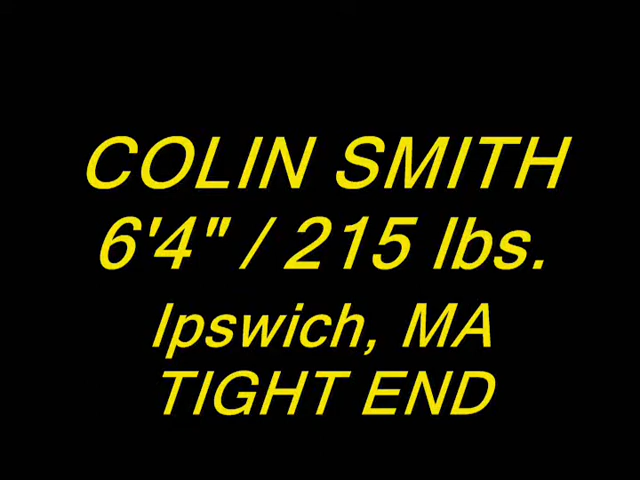 COLIN SMITH
6'4" / 215 lbs.
Ipswich, MA
TIGHT END